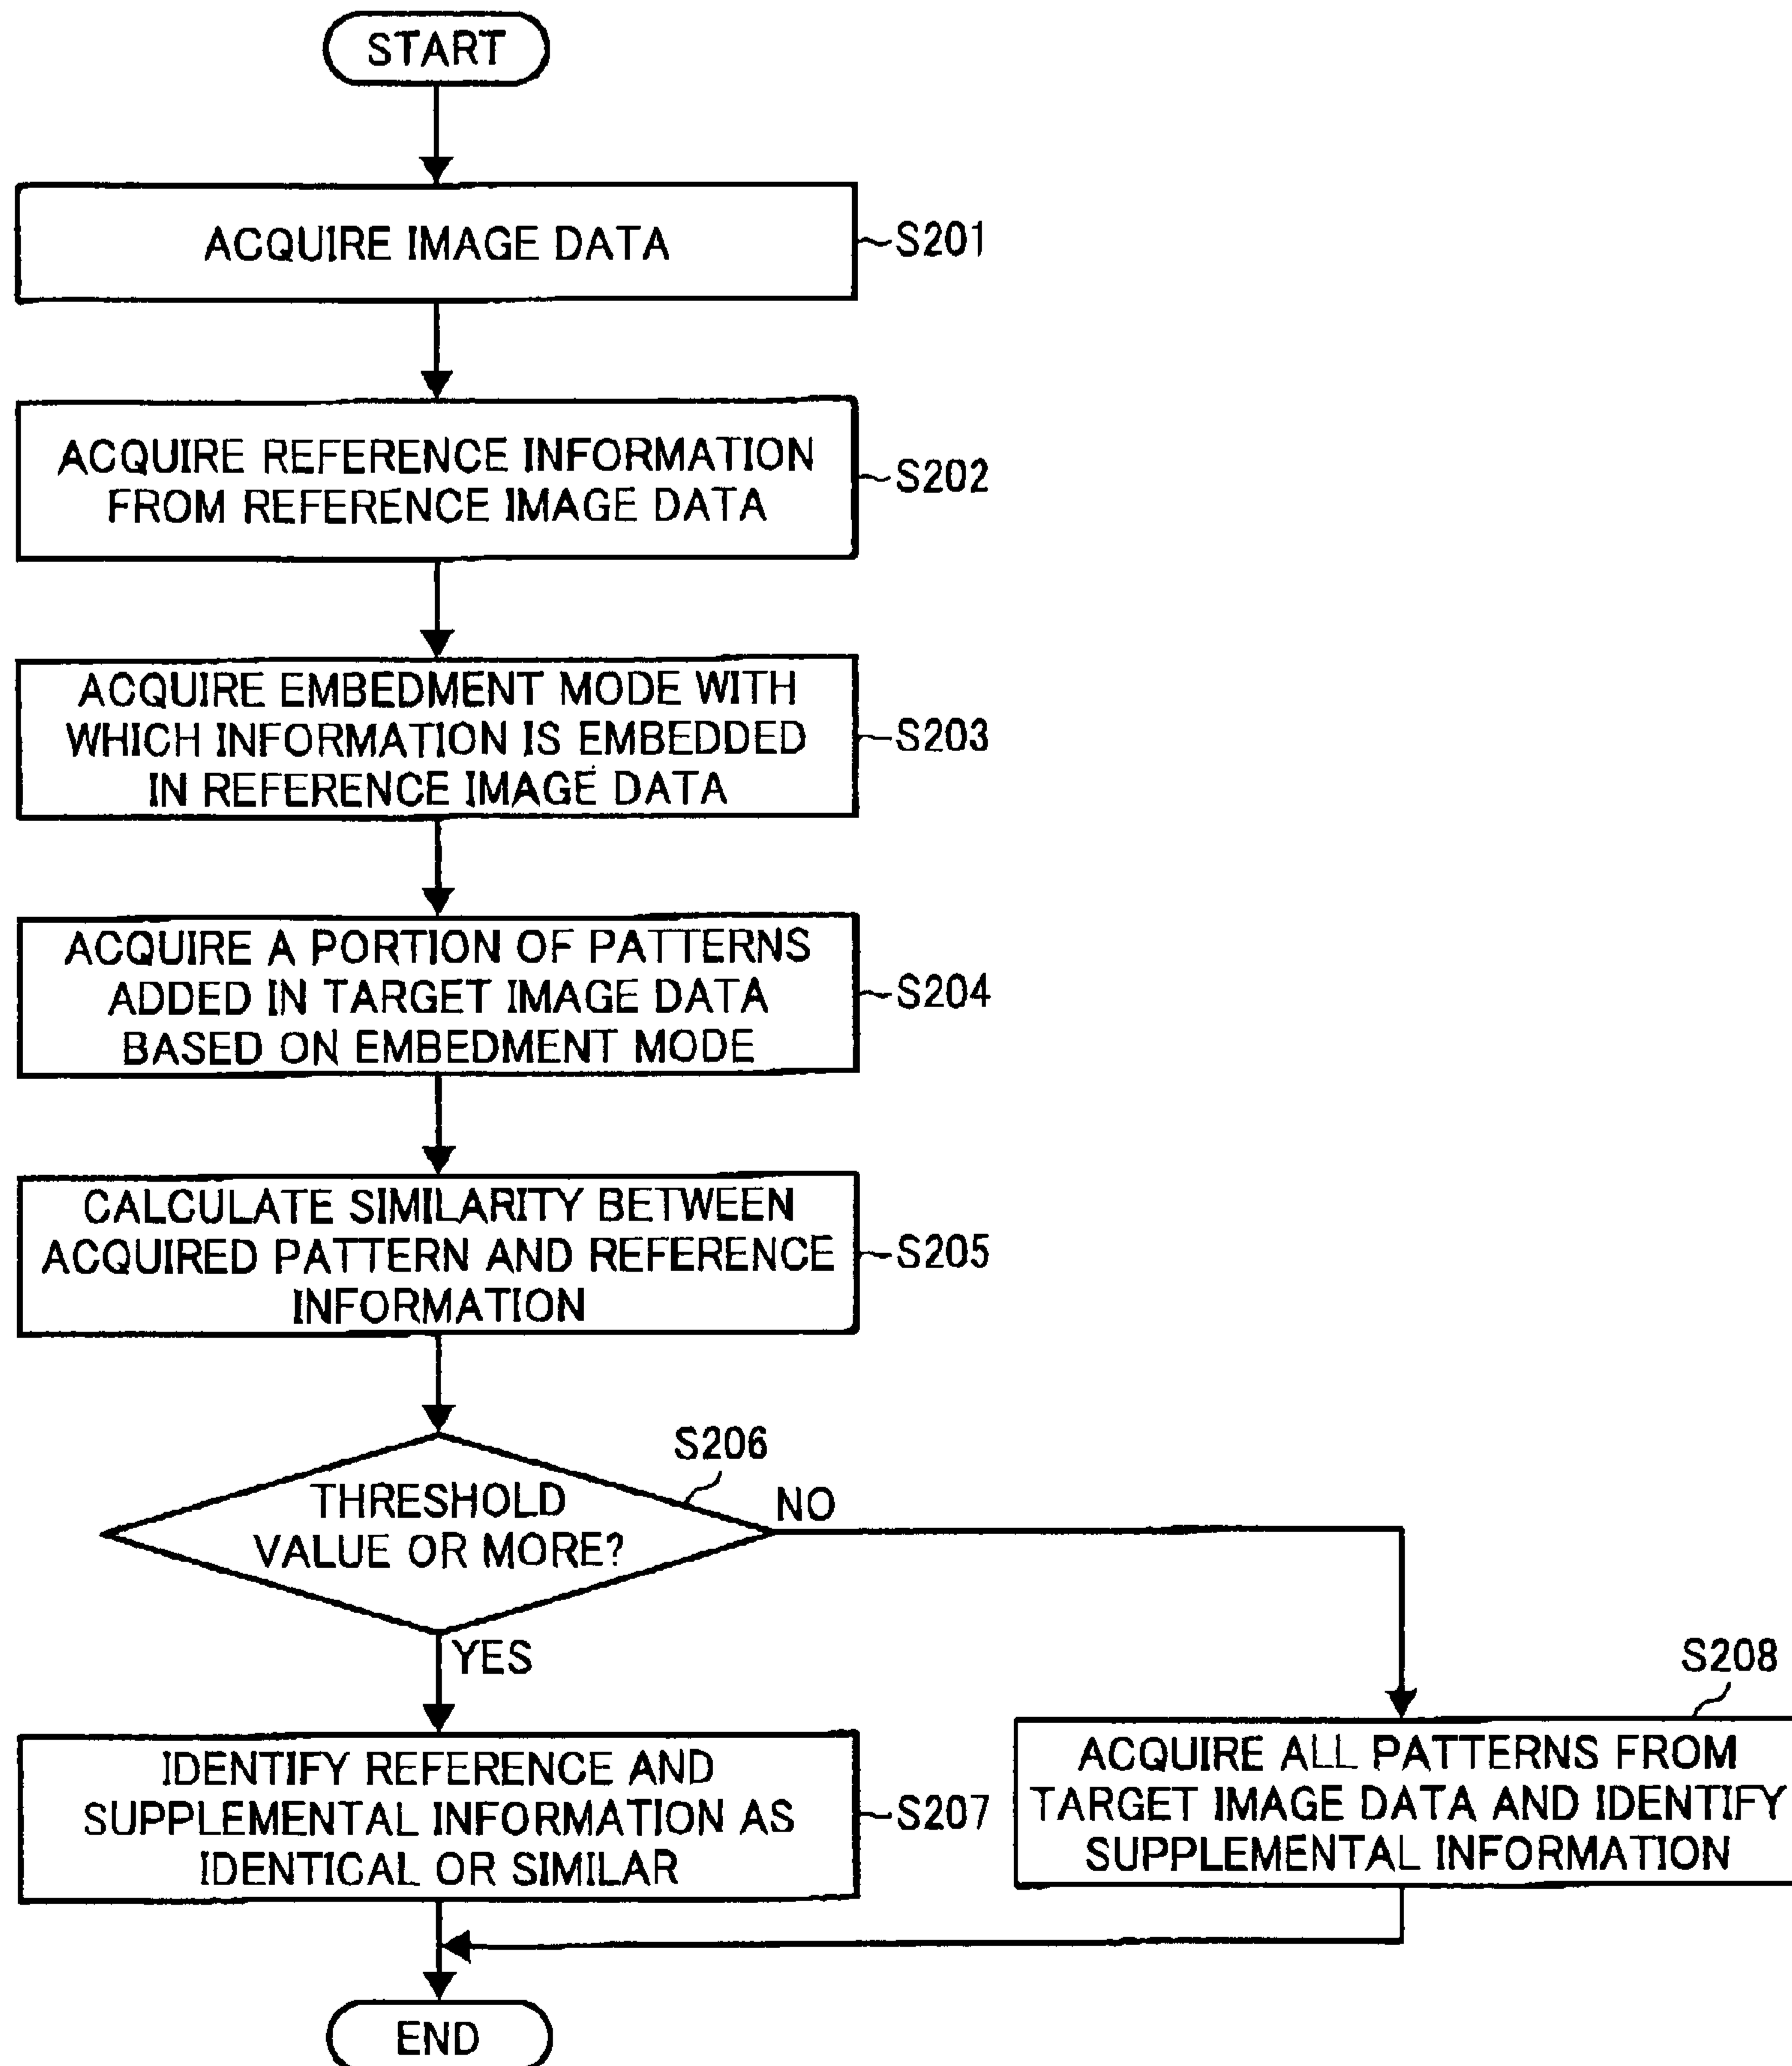 START
ACQUIRE IMAGE DATA
S201
ACQUIRE REFERENCE INFORMATION
FROM REFERENCE IMAGE DATA
S202
ACQUIRE EMBEDMENT MODE WITH
WHICH INFORMATION IS EMBEDDED
IN REFERENCE IMAGE DATA
S203
ACQUIRE A PORTION OF PATTERNS
ADDED IN TARGET IMAGE DATA
BASED ON EMBEDMENT MODE
S204
CALCULATE SIMILARITY BETWEEN
ACQUIRED PATTERN AND REFERENCE
INFORMATION
S205
S206
THRESHOLD
VALUE OR MORE?
NO
YES
IDENTIFY REFERENCE AND
SUPPLEMENTAL INFORMATION AS
IDENTICAL OR SIMILAR
S207
S208
ACQUIRE ALL PATTERNS FROM
TARGET IMAGE DATA AND IDENTIFY
SUPPLEMENTAL INFORMATION
END